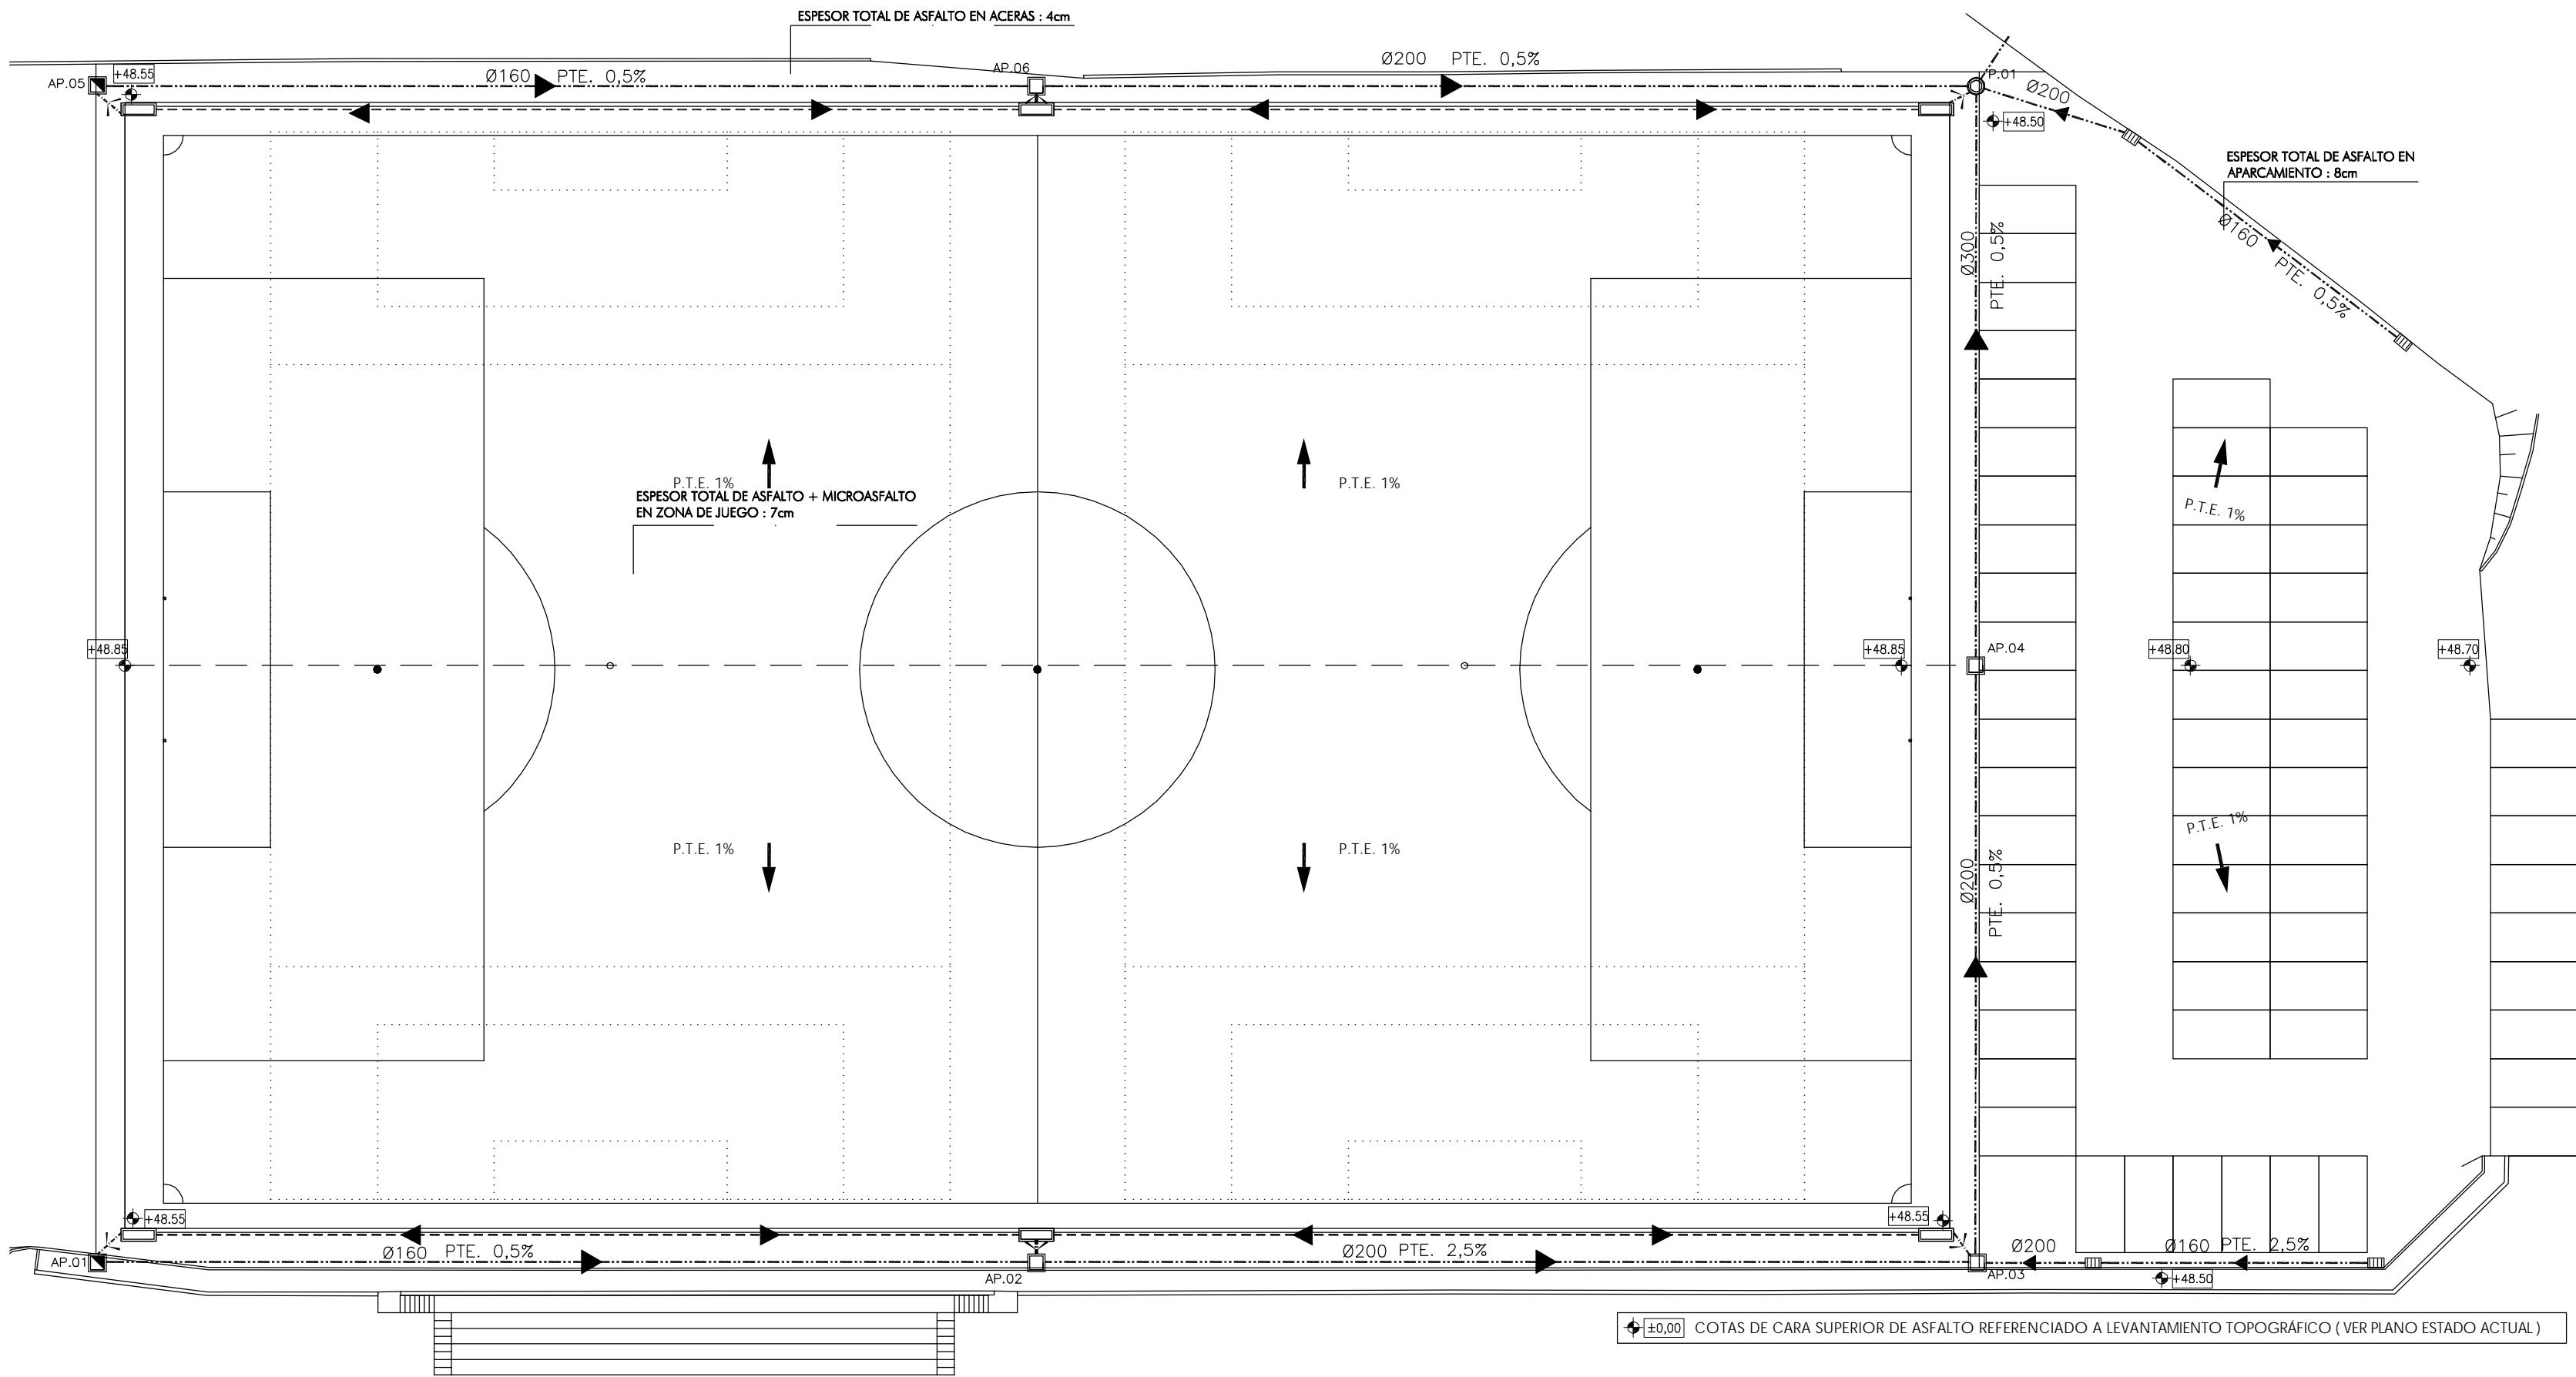 ESPESOR TOTAL DE ASFALTO EN ACERAS : 4cm
Ø200 PTE. 0,5%
AP.06
P.01
+48.55
AP.05
Ø160 PTE. 0,5%
Ø200
+48.50
ESPESOR TOTAL DE ASFALTO EN
APARCAMIENTO : 8cm
Ø160 PTE. 0,5%
Ø300
PTE. 0,5%
P.T.E. 1%
P.T.E. 1%
P.T.E. 1%
ESPESOR TOTAL DE ASFALTO + MICROASFALTO
EN ZONA DE JUEGO : 7cm
+48.85
+48.85
AP.04
+48.80
+48.70
P.T.E. 1%
P.T.E. 1%
P.T.E. 1%
Ø200
PTE. 0,5%
+48.55
+48.55
AP.01
Ø160 PTE. 0,5%
AP.02
Ø200 PTE. 2,5%
AP.03
Ø200
Ø160 PTE. 2,5%
+48.50
±0,00 COTAS DE CARA SUPERIOR DE ASFALTO REFERENCIADO A LEVANTAMIENTO TOPOGRÁFICO ( VER PLANO ESTADO ACTUAL )